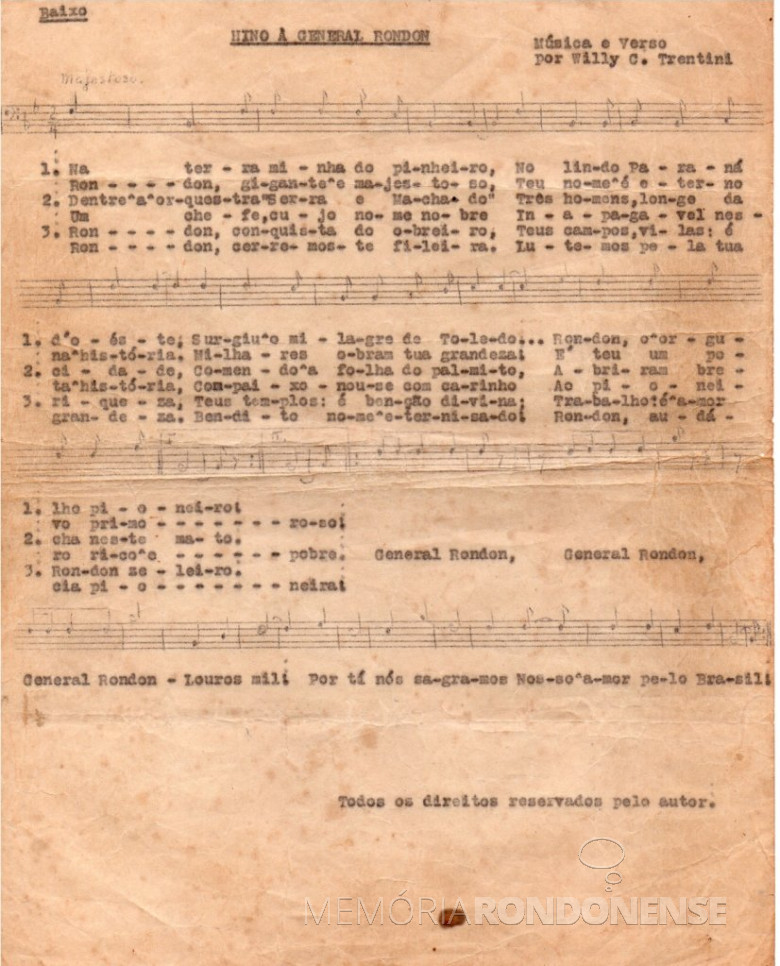 Baixo
HINO À GENERAL RONDON
Música e Verso
por Willy C. Trentini
Majestoso.
1. Na ter - ra mi - nha do pi-nhei-ro, No lin-do Pa - ra - ná
Ron - - - - don, gi-gan-te^e ma-jes-to-so, Teu no-me^é e - ter-no
2. Dentre^a^or-ques-tra"Ser-ra e Ma-cha-do" Três ho-mens,lon-ge da
Um che - fe,cu - jo no-me no-bre In - a - pa-ga-vel nes-
3. Ron - - - - don, con-quis-ta do o-brei-ro, Teus cam-pos,vi-las: é
Ron - - - - don, cer-re-mos-te fi-lei-ra. Lu - te-mos pe - la tua
1. d'o - és - te; Sur-giu^o mi - la-gre de To-le-do... Ron-don, o^or - gu-
na^his-tó-ria. Mi-lha - res o-bram tua grandeza: E' teu um po-
2. ci - da - de, Co-men - do^a fo-lha do pal-mi-to, A - bri-ram bre-
ta^his-tó-ria, Com-pai - xo - nou-se com ca-rinho Ao pi - o - nei-
3. ri - que - za, Teus tem-plos: é ben-ção di-vi-na; Tra-ba-lho:é^a-mor
gran-de - za. Ben-di - to no-me^e-ter-ni-sa-do! Ron-don, au - dá -
1. lho pi - o - nei-ro!
vo pri-mo - - - - - - - ro-so!
2. cha nes-te ma - to.
ro ri-co^e - - - - - - pobre. General Rondon, General Rondon,
3. Ron-don ze - lei-ro.
cia pi - o - - - - - - - neira!
General Rondon - Louros mil! Por tí nós sa-gra-mos Nos-so^a-mor pe-lo Bra-sil!
Todos os direitos reservados pelo autor.
MEMÓRIARONDONENSE